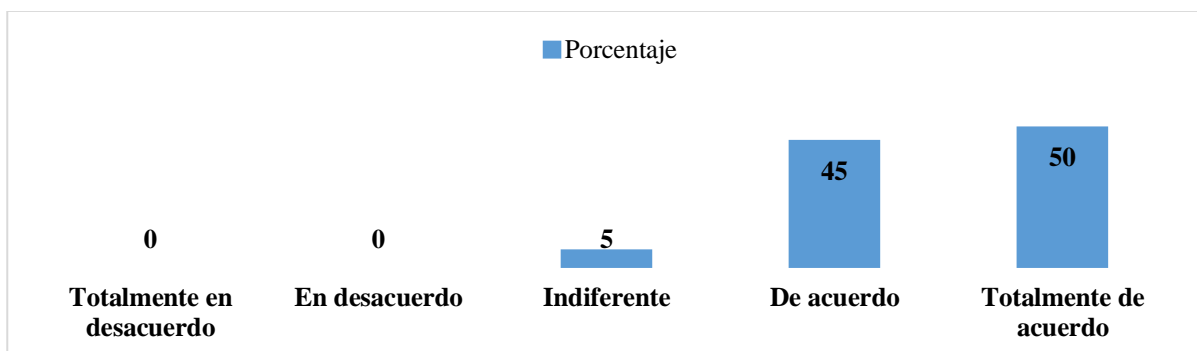 Porcentaje
0
0
5
45
50
Totalmente en
desacuerdo
En desacuerdo
Indiferente
De acuerdo
Totalmente de
acuerdo